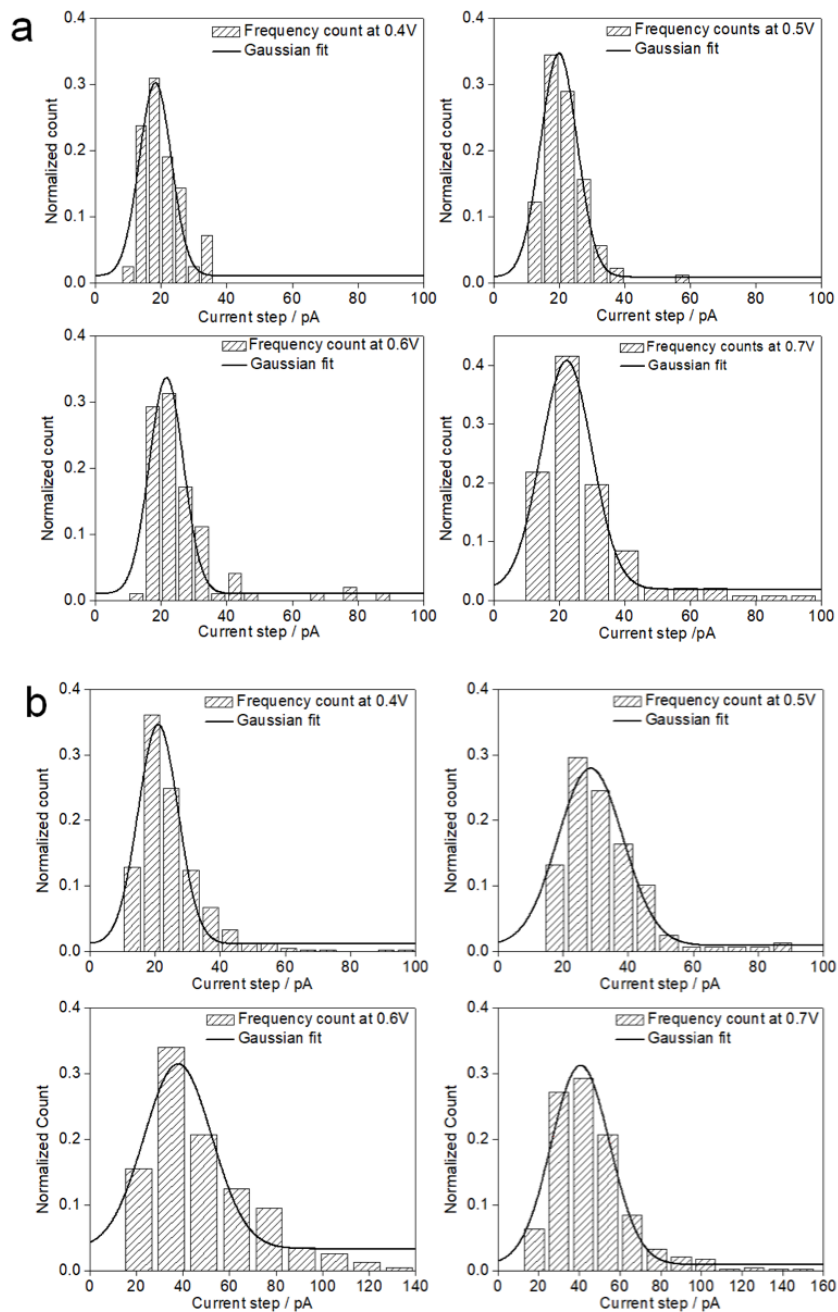 a
Frequency count at 0.4V
Gaussian fit
Normalized count
0.4
0.3
0.2
0.1
0.0
0 20 40 60 80 100
Current step / pA
Frequency counts at 0.5V
Gaussian fit
Normalized count
0.4
0.3
0.2
0.1
0.0
0 20 40 60 80 100
Current step / pA
Frequency count at 0.6V
Gaussian fit
Normalized count
0.4
0.3
0.2
0.1
0.0
0 20 40 60 80 100
Current step / pA
Frequency counts at 0.7V
Gaussian fit
Normalized count
0.4
0.3
0.2
0.1
0.0
0 20 40 60 80 100
Current step /pA
b
Frequency count at 0.4V
Gaussian fit
Normalized count
0.4
0.3
0.2
0.1
0.0
0 20 40 60 80 100
Current step / pA
Frequency count at 0.5V
Gaussian fit
Normalized count
0.4
0.3
0.2
0.1
0.0
0 20 40 60 80 100
Current step / pA
Frequency count at 0.6V
Gaussian fit
Normalized Count
0.4
0.3
0.2
0.1
0.0
0 20 40 60 80 100 120 140
Current step / pA
Frequency count at 0.7V
Gaussian fit
Normalized Count
0.4
0.3
0.2
0.1
0.0
0 20 40 60 80 100 120 140 160
Current step / pA